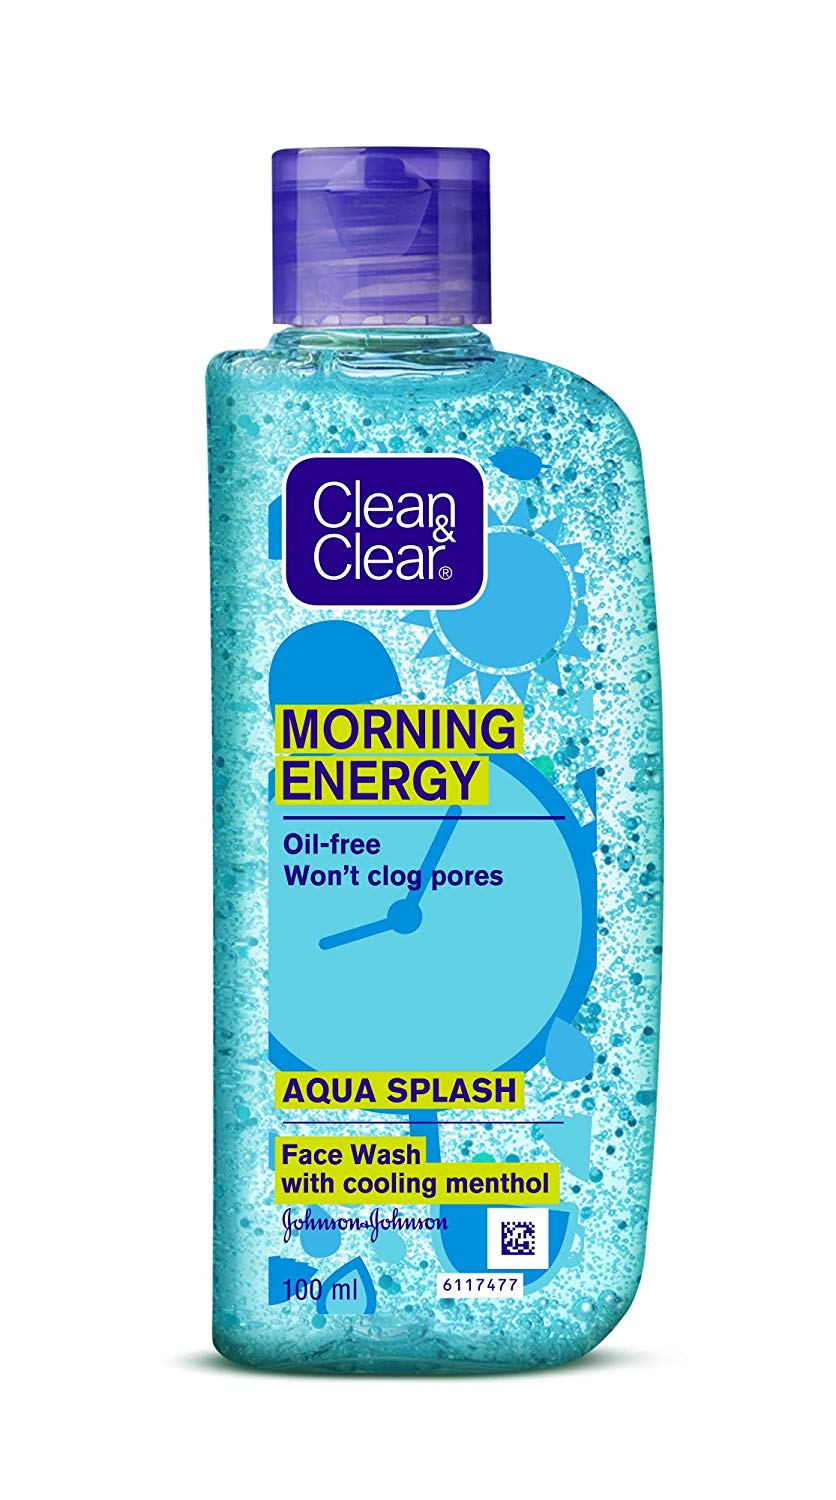 Clean
&
Clear®
MORNING
ENERGY
Oil-free
Won't clog pores
AQUA SPLASH
Face Wash
with cooling menthol
Johnson & Johnson
100 ml
6117477